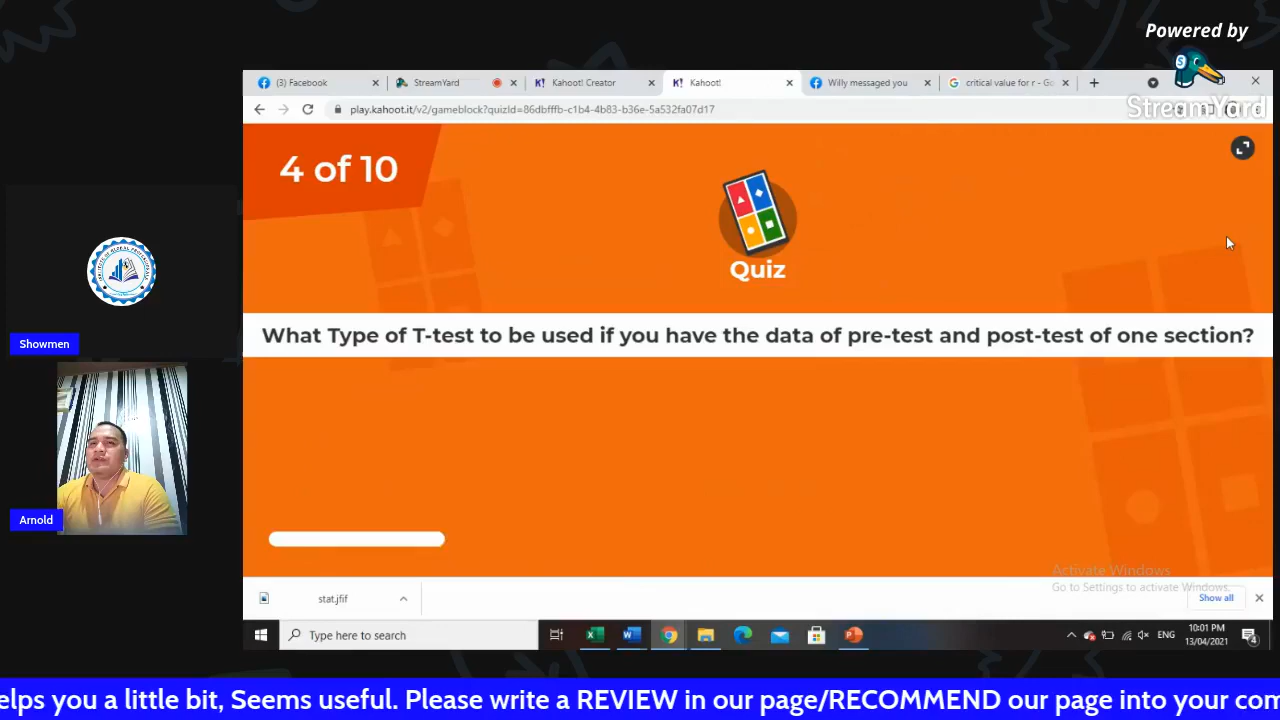 Powered by
StreamYard
(3) Facebook
StreamYard
Kahoot! Creator
Kahoot!
Willy messaged you
critical value for r - Go
play.kahoot.it/v2/gameblock?quizId=86dbfffb-c1b4-4b83-b36e-5a532fa07d17
4 of 10
Quiz
What Type of T-test to be used if you have the data of pre-test and post-test of one section?
Showmen
Arnold
Activate Windows
Go to Settings to activate Windows.
stat.jfif
Show all
Type here to search
ENG
10:01 PM
13/04/2021
4
elps you a little bit, Seems useful. Please write a REVIEW in our page/RECOMMEND our page into your com